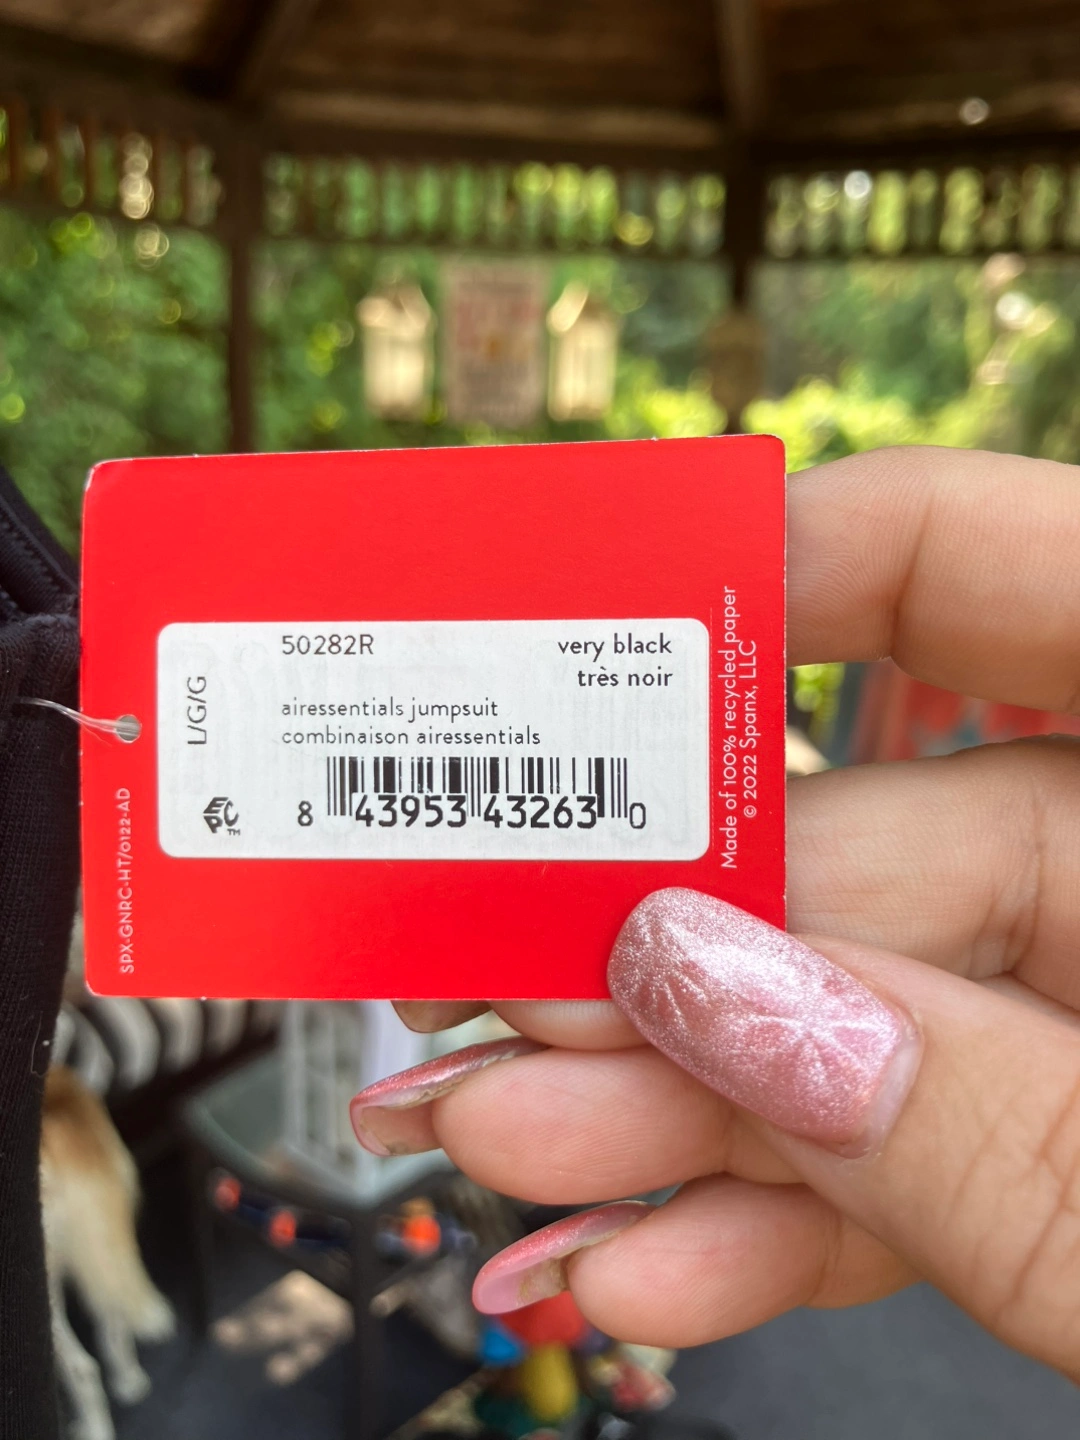 50282R
very black
très noir
L/G/G
airessentials jumpsuit
combinaison airessentials
EPC™
8 43953 43263 0
Made of 100% recycled paper
© 2022 Spanx, LLC
SPX-GNRC-HT/0122-AD